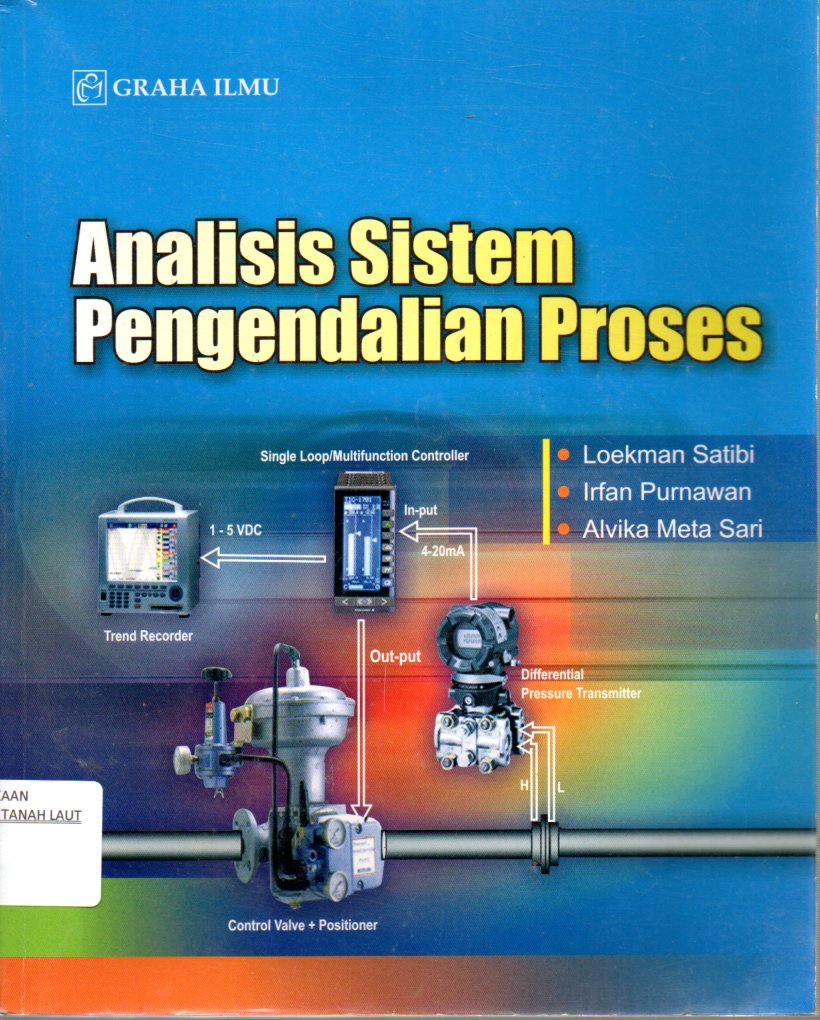 GRAHA ILMU
Analisis Sistem
Pengendalian Proses
Loekman Satibi
Irfan Purnawan
Alvika Meta Sari
Single Loop/Multifunction Controller
In-put
4-20mA
1 - 5 VDC
Trend Recorder
Out-put
Differential
Pressure Transmitter
H
L
Control Valve + Positioner
AAN
TANAH LAUT